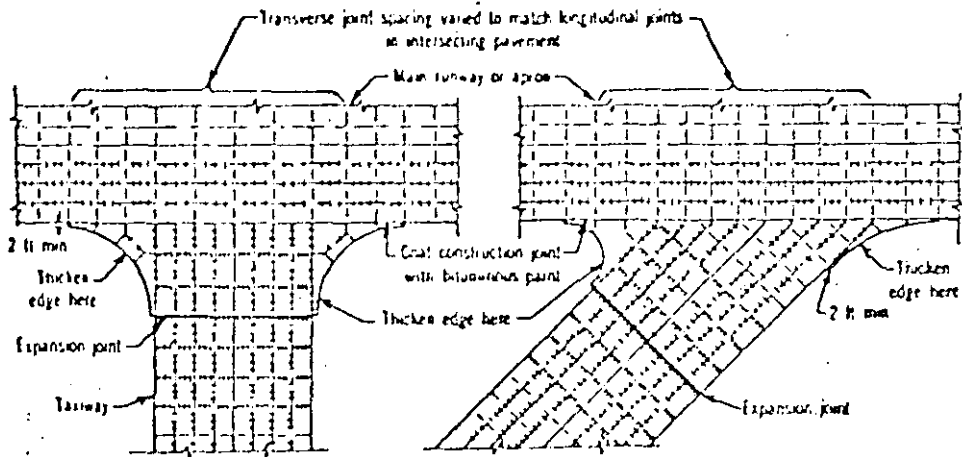 Transverse joint spacing varied to match longitudinal joints
in intersecting pavement
Main runway or apron
2 ft min
Thicken
edge here
Coat construction joint
with bituminous paint
Thicken
edge here
2 ft min
Thicken edge here
Expansion joint
Taxiway
Expansion joint